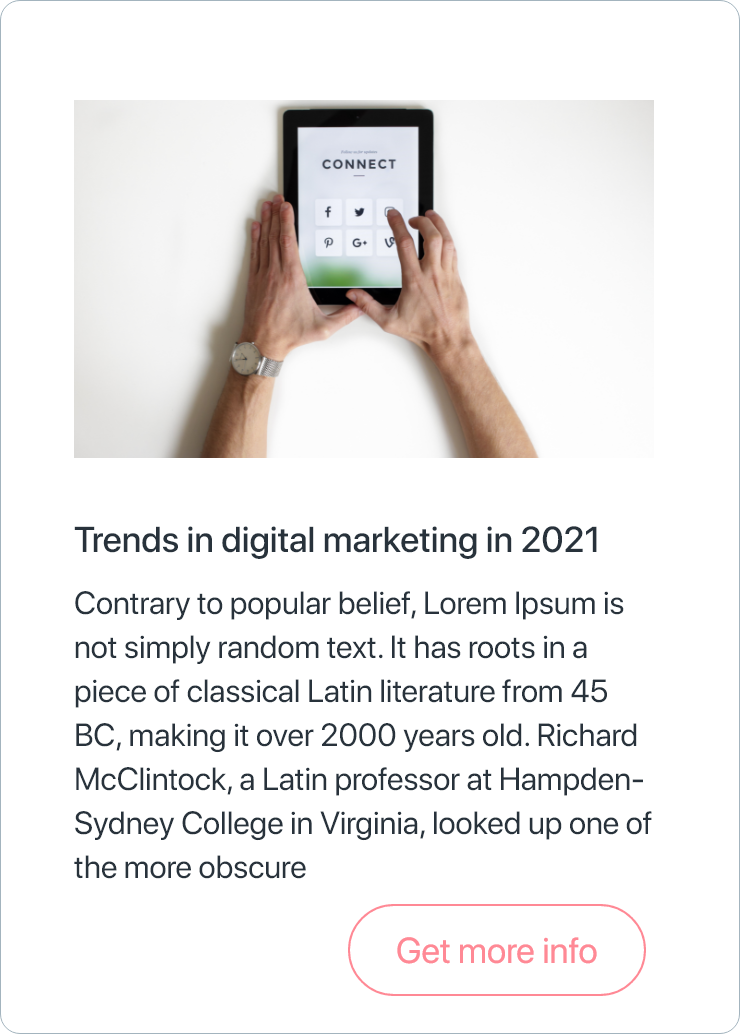 CONNECT
Trends in digital marketing in 2021
Contrary to popular belief, Lorem Ipsum is
not simply random text. It has roots in a
piece of classical Latin literature from 45
BC, making it over 2000 years old. Richard
McClintock, a Latin professor at Hampden-
Sydney College in Virginia, looked up one of
the more obscure
Get more info